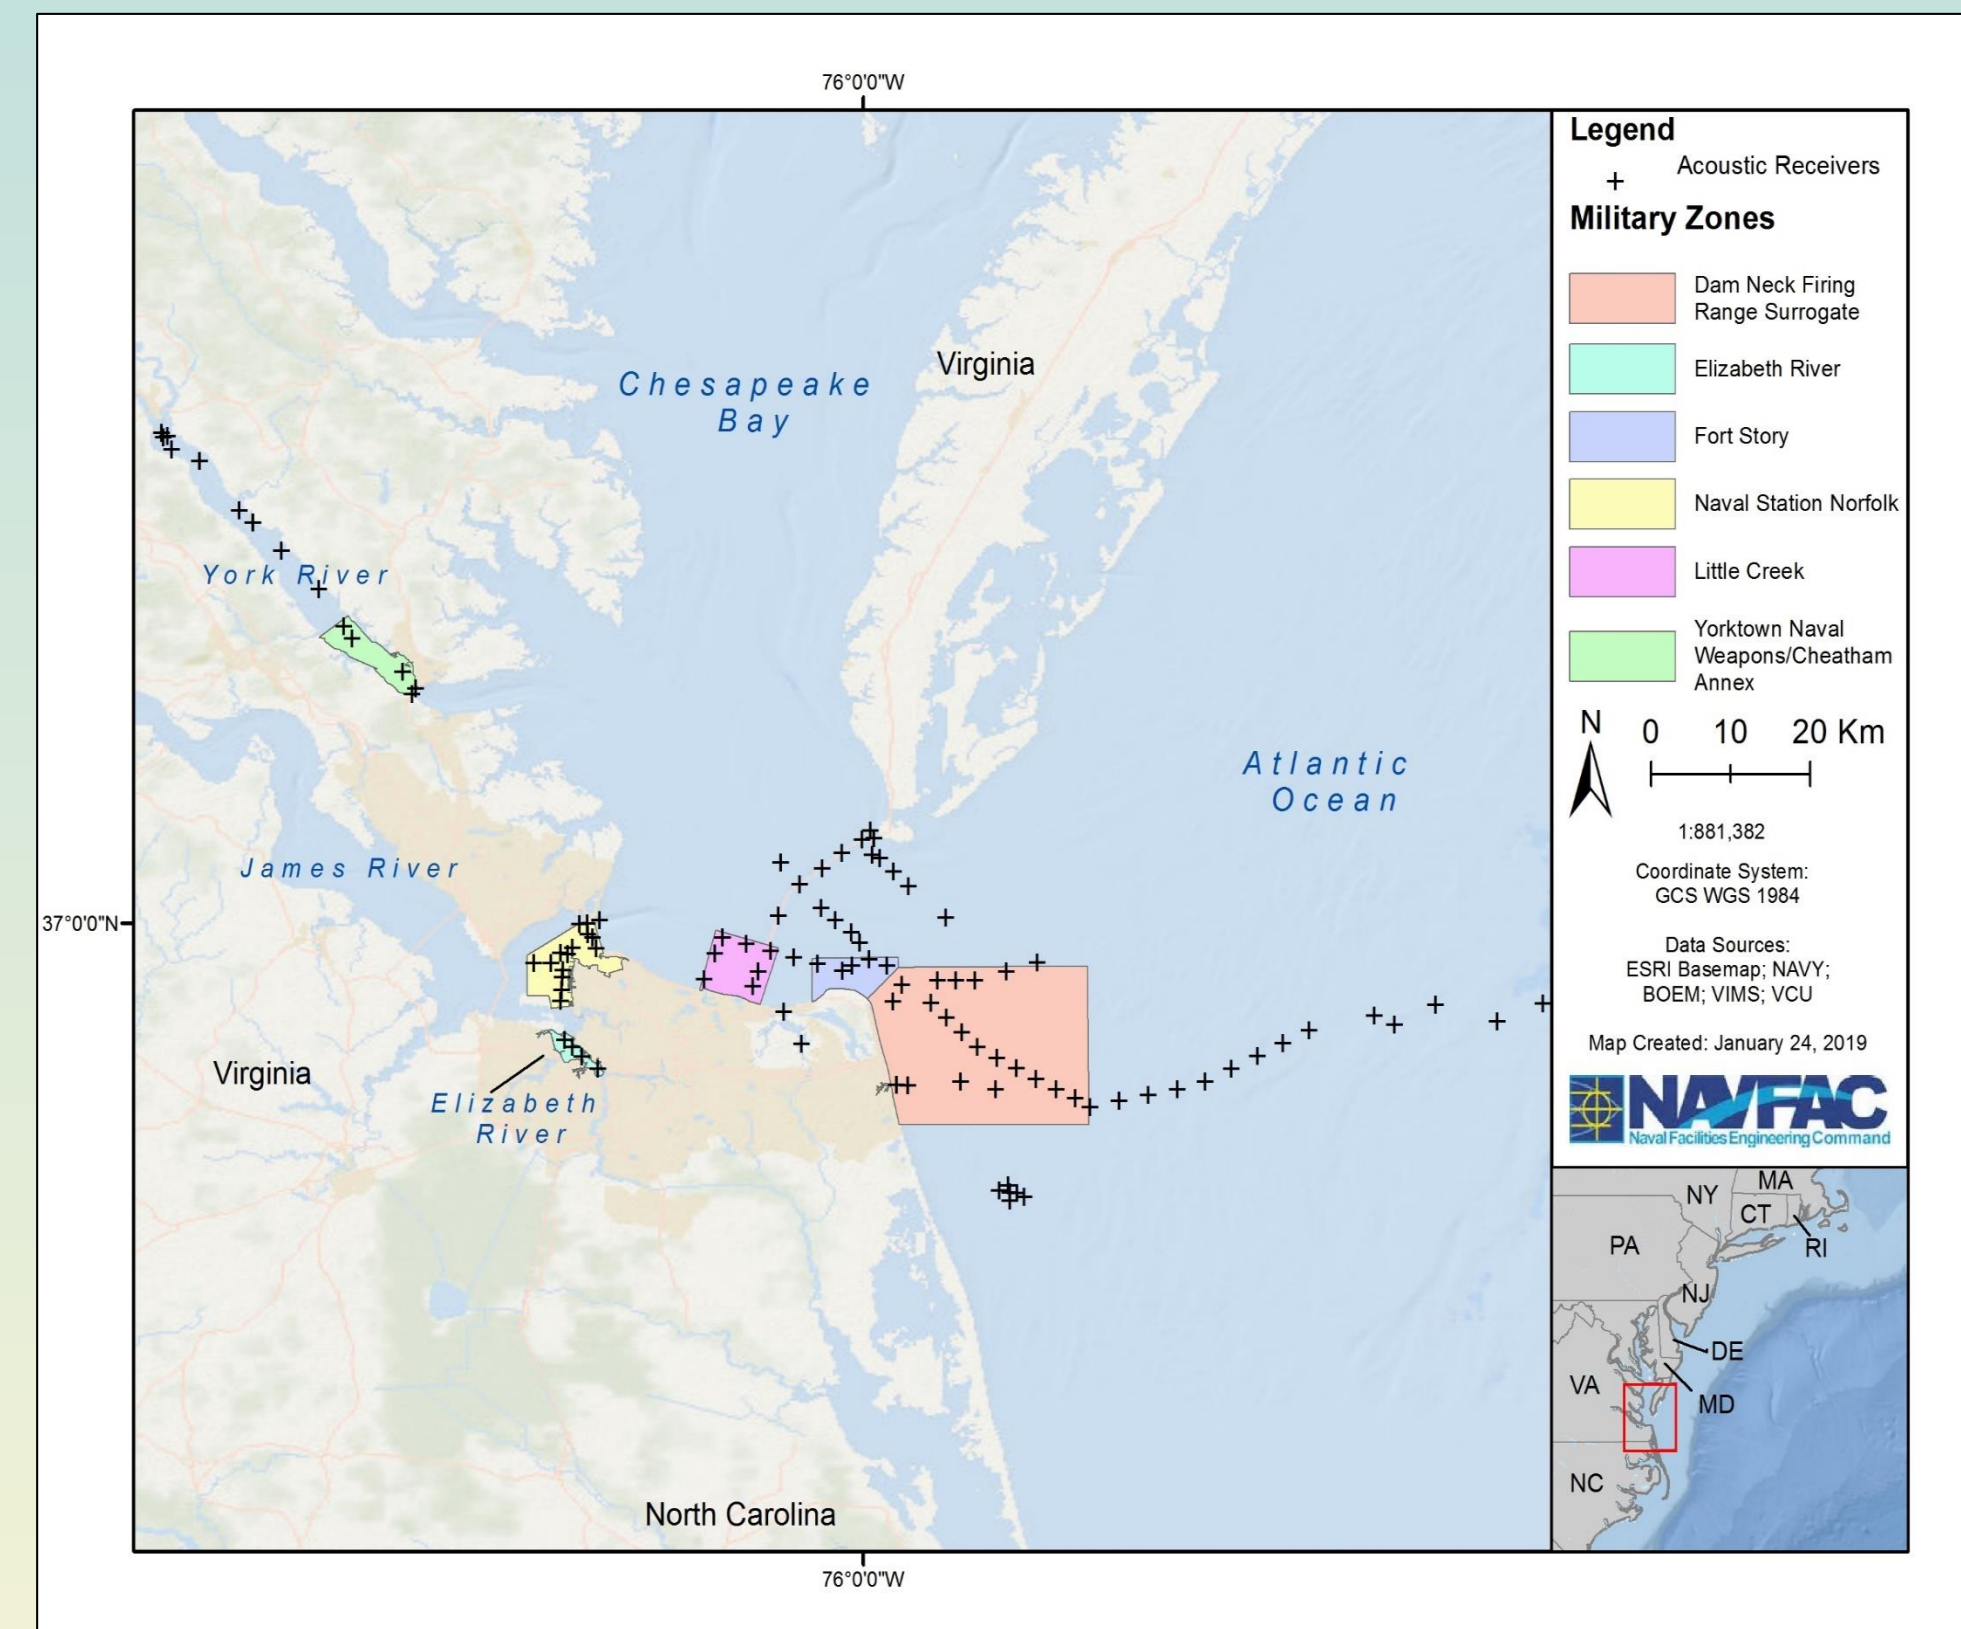 76°0'0"W
Legend
Acoustic Receivers
Military Zones
Dam Neck Firing
Range Surrogate
Elizabeth River
Fort Story
Naval Station Norfolk
Little Creek
Yorktown Naval
Weapons/Cheatham
Annex
N
0 10 20 Km
1:881,382
Coordinate System:
GCS WGS 1984
Data Sources:
ESRI Basemap; NAVY;
BOEM; VIMS; VCU
Map Created: January 24, 2019
NAVFAC
Naval Facilities Engineering Command
Virginia
Chesapeake
Bay
York River
Atlantic
Ocean
James River
37°0'0"N
Virginia
Elizabeth
River
North Carolina
76°0'0"W
MA
NY
CT
RI
PA
NJ
DE
VA
MD
NC